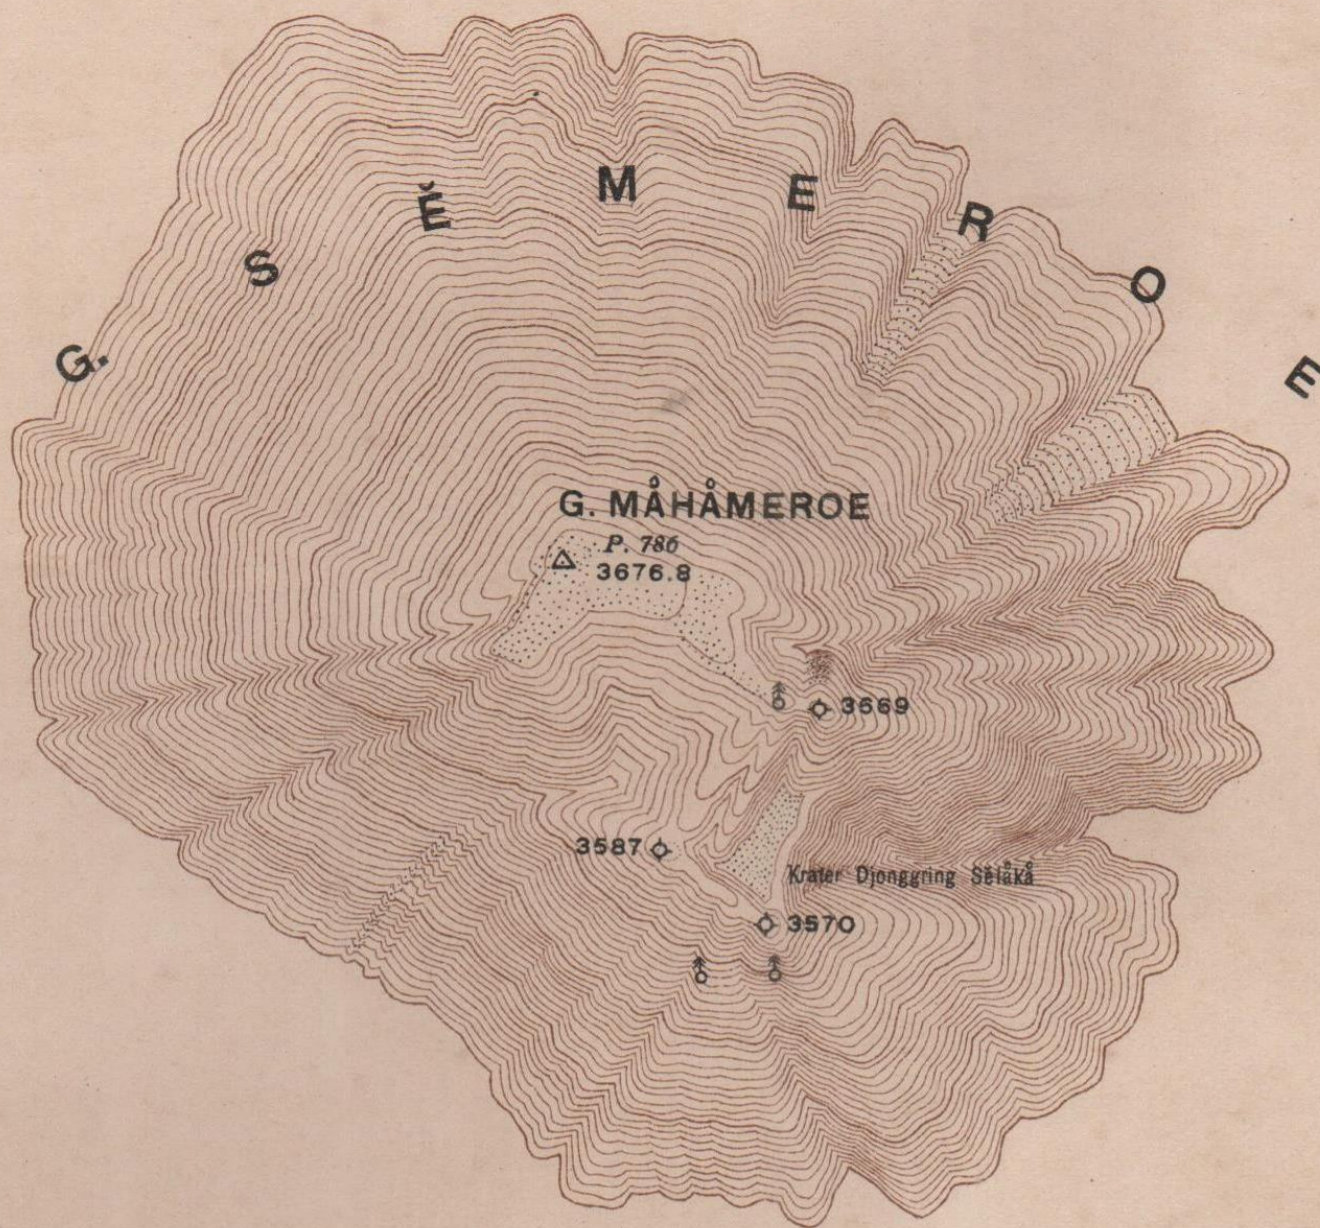 G. SĔMEROE
G. MÅHÅMEROE
P. 786
3676.8
3669
3587
Krater Djonggring Sĕlåkå
3570